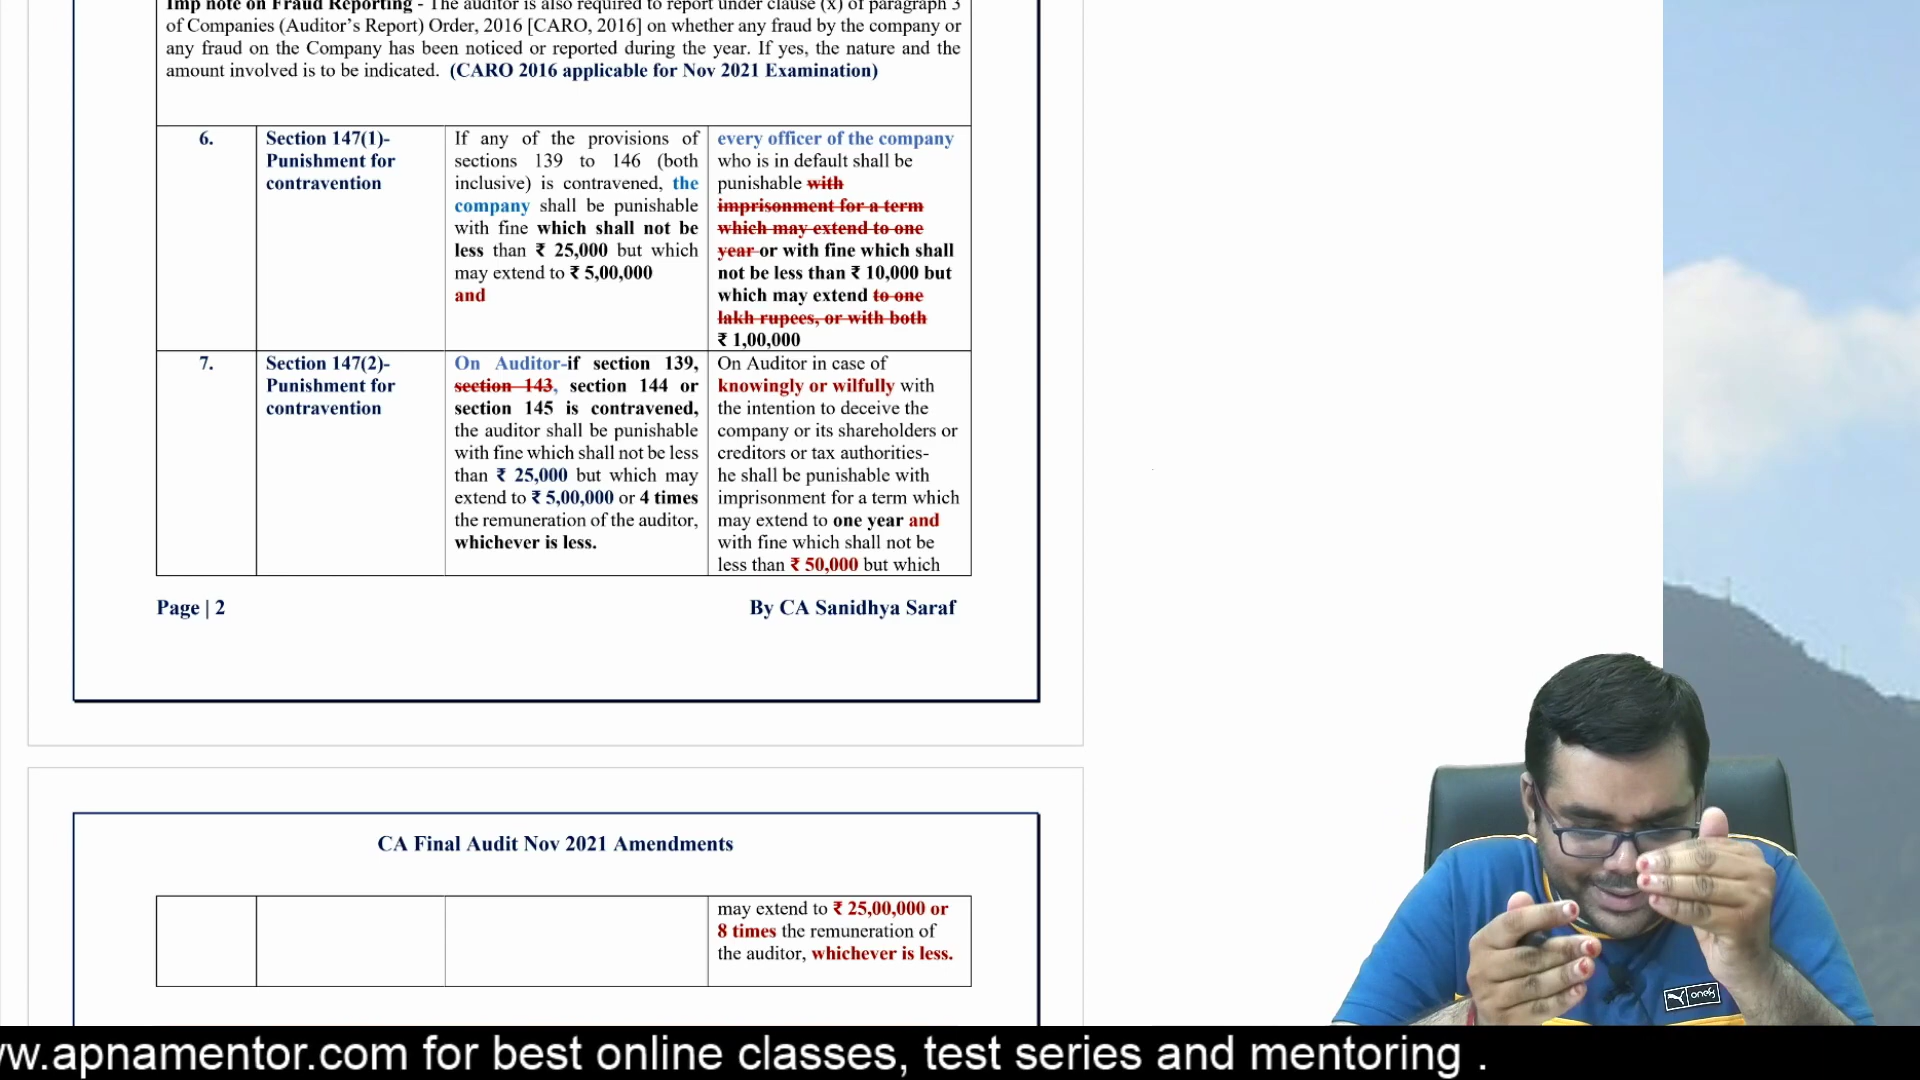 Imp note on Fraud Reporting - The auditor is also required to report under clause (x) of paragraph 3
of Companies (Auditor's Report) Order, 2016 [CARO, 2016] on whether any fraud by the company or
any fraud on the Company has been noticed or reported during the year. If yes, the nature and the
amount involved is to be indicated. (CARO 2016 applicable for Nov 2021 Examination)
6.
Section 147(1)-
Punishment for
contravention
If any of the provisions of
sections 139 to 146 (both
inclusive) is contravened, the
company shall be punishable
with fine which shall not be
less than ₹ 25,000 but which
may extend to ₹ 5,00,000
and
every officer of the company
who is in default shall be
punishable with
imprisonment for a term
which may extend to one
year or with fine which shall
not be less than ₹ 10,000 but
which may extend to one
lakh rupees, or with both
₹ 1,00,000
7.
Section 147(2)-
Punishment for
contravention
On Auditor-if section 139,
section 143, section 144 or
section 145 is contravened,
the auditor shall be punishable
with fine which shall not be less
than ₹ 25,000 but which may
extend to ₹ 5,00,000 or 4 times
the remuneration of the auditor,
whichever is less.
On Auditor in case of
knowingly or wilfully with
the intention to deceive the
company or its shareholders or
creditors or tax authorities-
he shall be punishable with
imprisonment for a term which
may extend to one year and
with fine which shall not be
less than ₹ 50,000 but which
Page | 2
By CA Sanidhya Saraf
CA Final Audit Nov 2021 Amendments
may extend to ₹ 25,00,000 or
8 times the remuneration of
the auditor, whichever is less.
one8
w.apnamentor.com for best online classes, test series and mentoring .